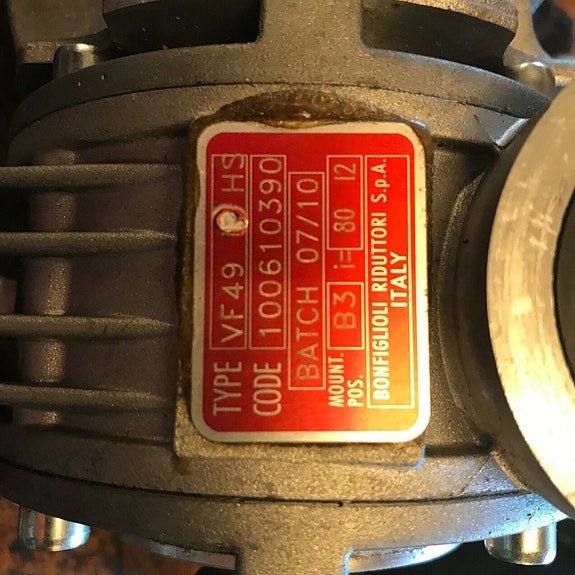 TYPE VF49 P HS
CODE 100610390
BATCH 07/10
MOUNT. POS. B3 i= 80 12
BONFIGLIOLI RIDUTTORI S.p.A.
ITALY